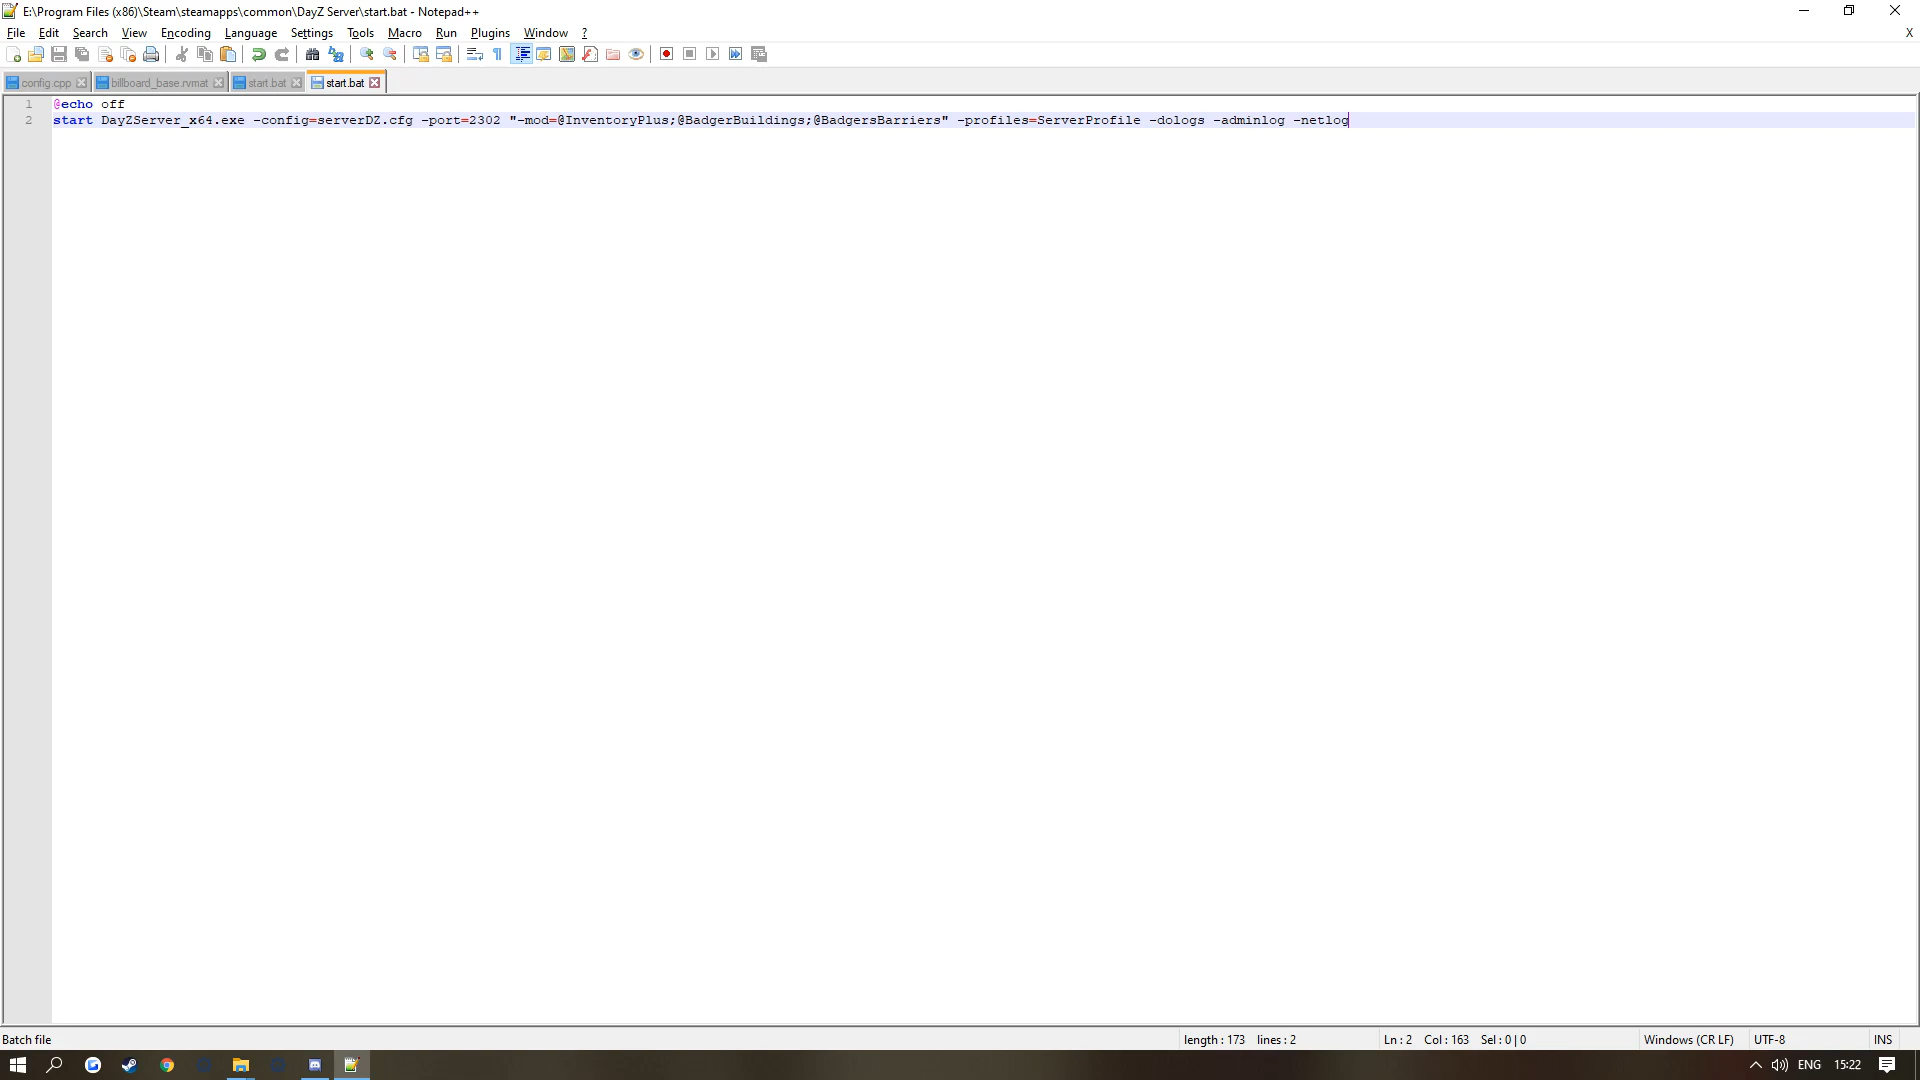 E:\Program Files (x86)\Steam\steamapps\common\DayZ Server\start.bat - Notepad++
File Edit Search View Encoding Language Settings Tools Macro Run Plugins Window ? X
config.cpp billboard_base.rvmat start.bat start.bat
1 @echo off
2 start DayZServer_x64.exe -config=serverDZ.cfg -port=2302 "-mod=@InventoryPlus;@BadgerBuildings;@BadgersBarriers" -profiles=ServerProfile -dologs -adminlog -netlog
Batch file length : 173 lines : 2 Ln : 2 Col : 163 Sel : 0 | 0 Windows (CR LF) UTF-8 INS
ENG 15:22